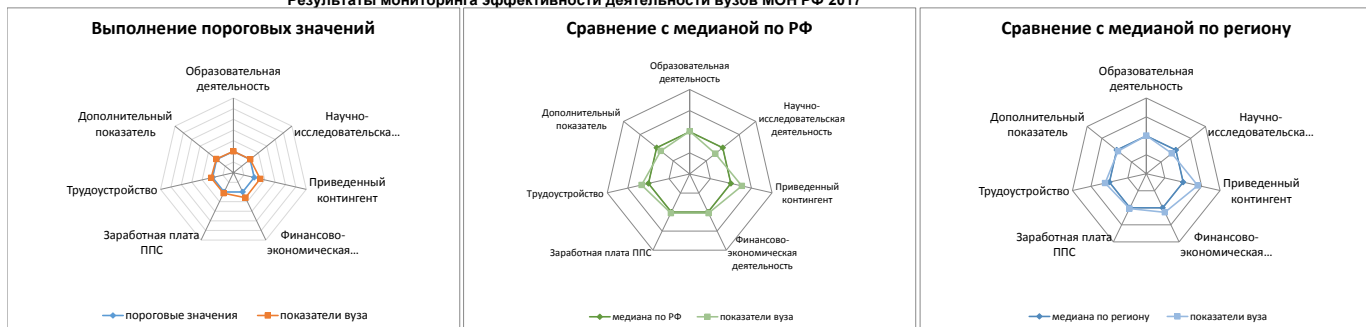 Результаты мониторинга эффективности деятельности вузов МОН РФ 2017
Выполнение пороговых значений
Образовательная
деятельность
Научно-
исследовательска…
Приведенный
контингент
Финансово-
экономическая…
Заработная плата
ППС
Трудоустройство
Дополнительный
показатель
пороговые значения
показатели вуза
Сравнение с медианой по РФ
Образовательная
деятельность
Научно-
исследовательская
деятельность
Приведенный
контингент
Финансово-
экономическая
деятельность
Заработная плата ППС
Трудоустройство
Дополнительный
показатель
медиана по РФ
показатели вуза
Сравнение с медианой по региону
Образовательная
деятельность
Научно-
исследовательска…
Приведенный
контингент
Финансово-
экономическая…
Заработная плата
ППС
Трудоустройство
Дополнительный
показатель
медиана по региону
показатели вуза